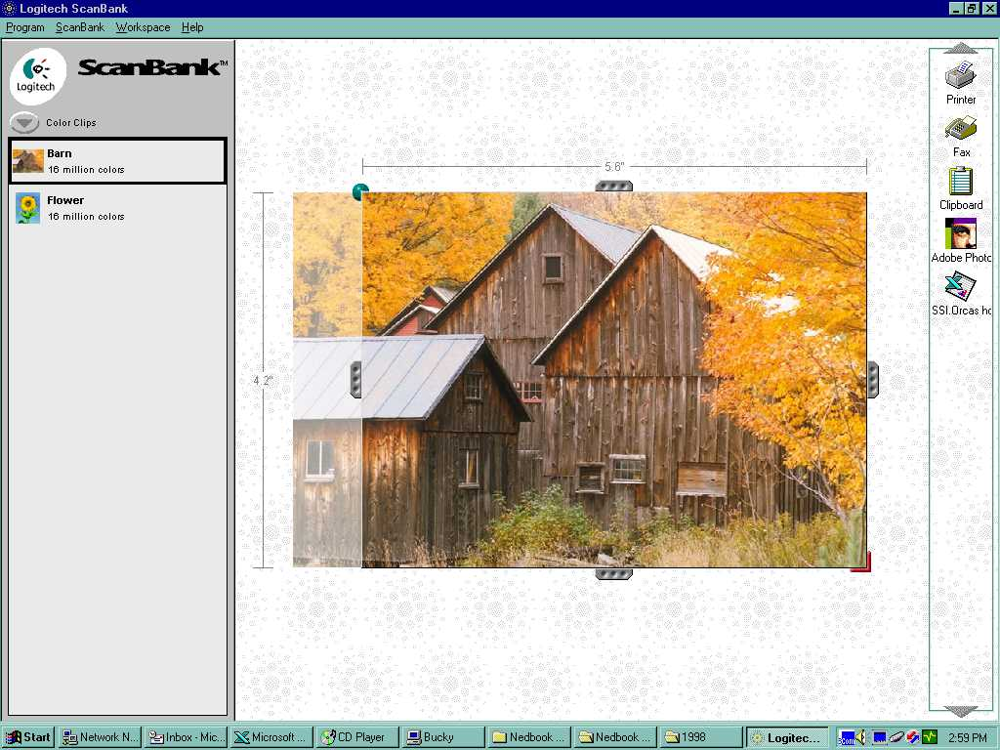 Logitech ScanBank
Program ScanBank Workspace Help
Logitech
ScanBank™
Color Clips
Barn
16 million colors
Flower
16 million colors
5.6"
4.2"
Printer
Fax
Clipboard
Adobe Photo
SSI.Orcas ho
Start Network N... Inbox - Mic... Microsoft ... CD Player Bucky Nedbook ... Nedbook ... 1998 Logitec... 3com 2:59 PM